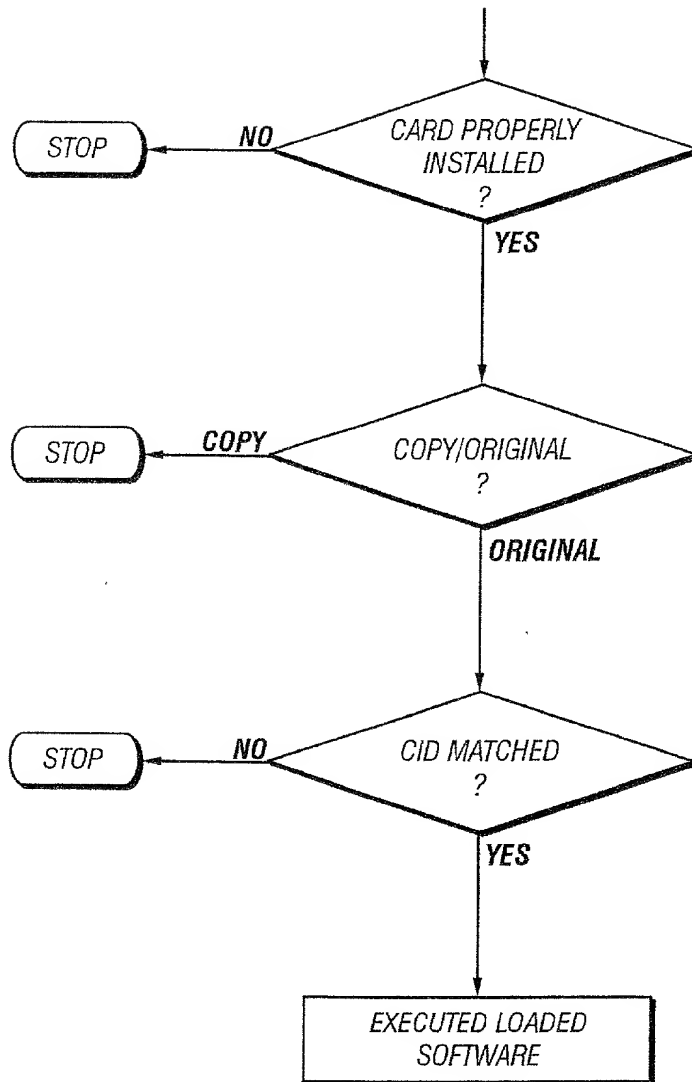 CARD PROPERLY
INSTALLED
?
NO
STOP
YES
COPY/ORIGINAL
?
COPY
STOP
ORIGINAL
CID MATCHED
?
NO
STOP
YES
EXECUTED LOADED
SOFTWARE